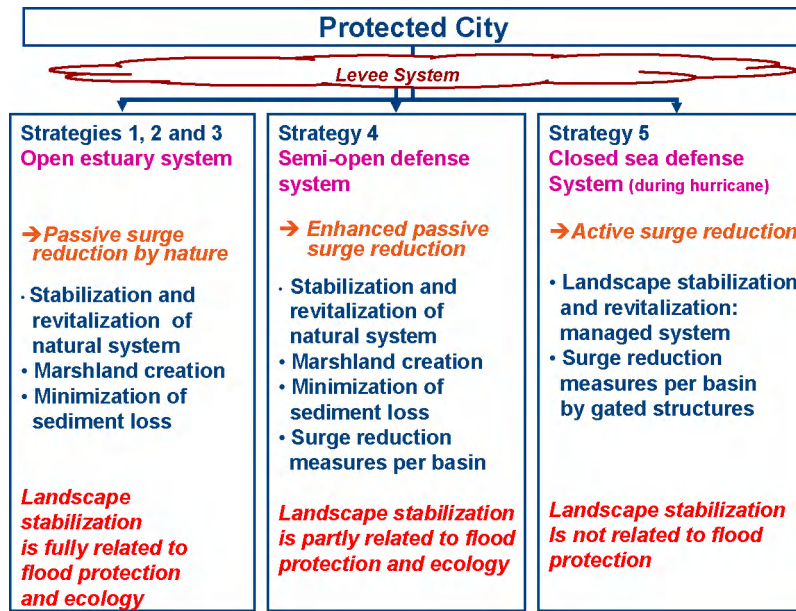 Protected City
Levee System
Strategies 1, 2 and 3
Open estuary system
➔Passive surge
reduction by nature
· Stabilization and
revitalization of
natural system
• Marshland creation
• Minimization of
sediment loss
Landscape
stabilization
is fully related to
flood protection
and ecology
Strategy 4
Semi-open defense
system
➔ Enhanced passive
surge reduction
· Stabilization and
revitalization of
natural system
• Marshland creation
• Minimization of
sediment loss
• Surge reduction
measures per basin
Landscape stabilization
is partly related to flood
protection and ecology
Strategy 5
Closed sea defense
System (during hurricane)
➔Active surge reduction
• Landscape stabilization
and revitalization:
managed system
• Surge reduction
measures per basin
by gated structures
Landscape stabilization
Is not related to flood
protection